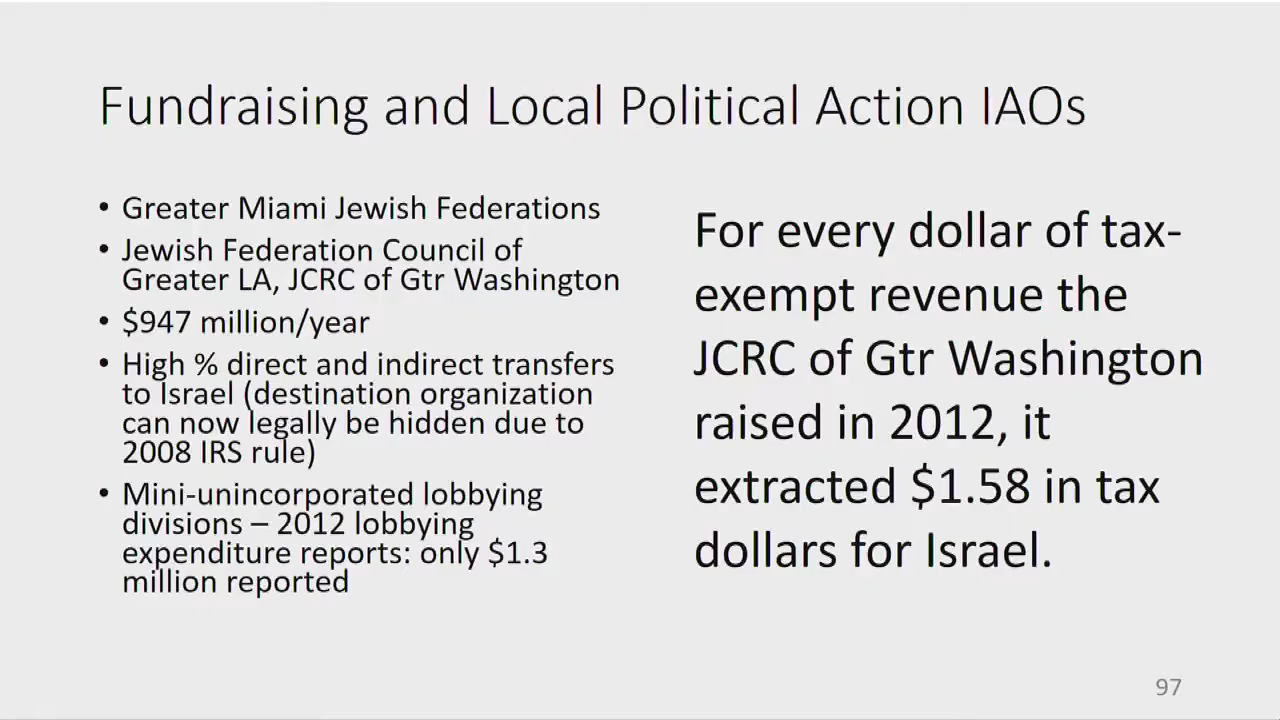 Fundraising and Local Political Action IAOs
• Greater Miami Jewish Federations
• Jewish Federation Council of
Greater LA, JCRC of Gtr Washington
• $947 million/year
• High % direct and indirect transfers
to Israel (destination organization
can now legally be hidden due to
2008 IRS rule)
• Mini-unincorporated lobbying
divisions – 2012 lobbying
expenditure reports: only $1.3
million reported
For every dollar of tax-
exempt revenue the
JCRC of Gtr Washington
raised in 2012, it
extracted $1.58 in tax
dollars for Israel.
97